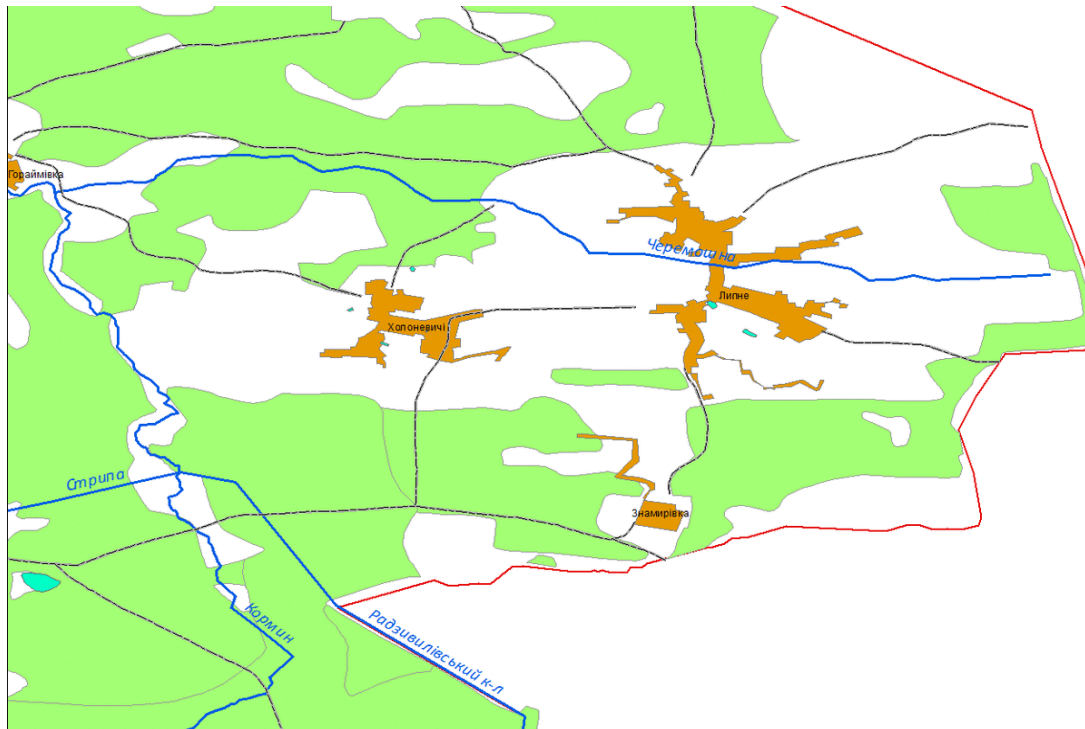 Гораймівка
Черемошна
Липне
Холоневичі
Стрипа
Знамирівка
Кормин
Радзивилівський к-л